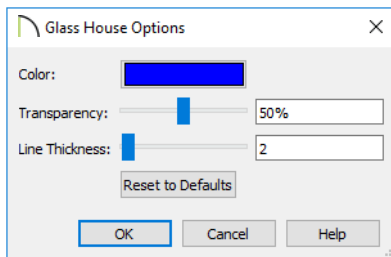 Glass House Options
Color:
Transparency: 50%
Line Thickness: 2
Reset to Defaults
OK Cancel Help